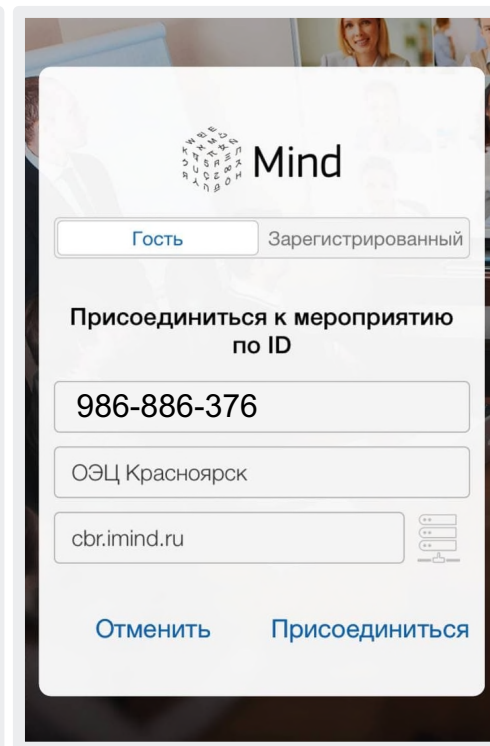 Mind
Гость
Зарегистрированный
Присоединиться к мероприятию
по ID
986-886-376
ОЭЦ Красноярск
cbr.imind.ru
Отменить
Присоединиться